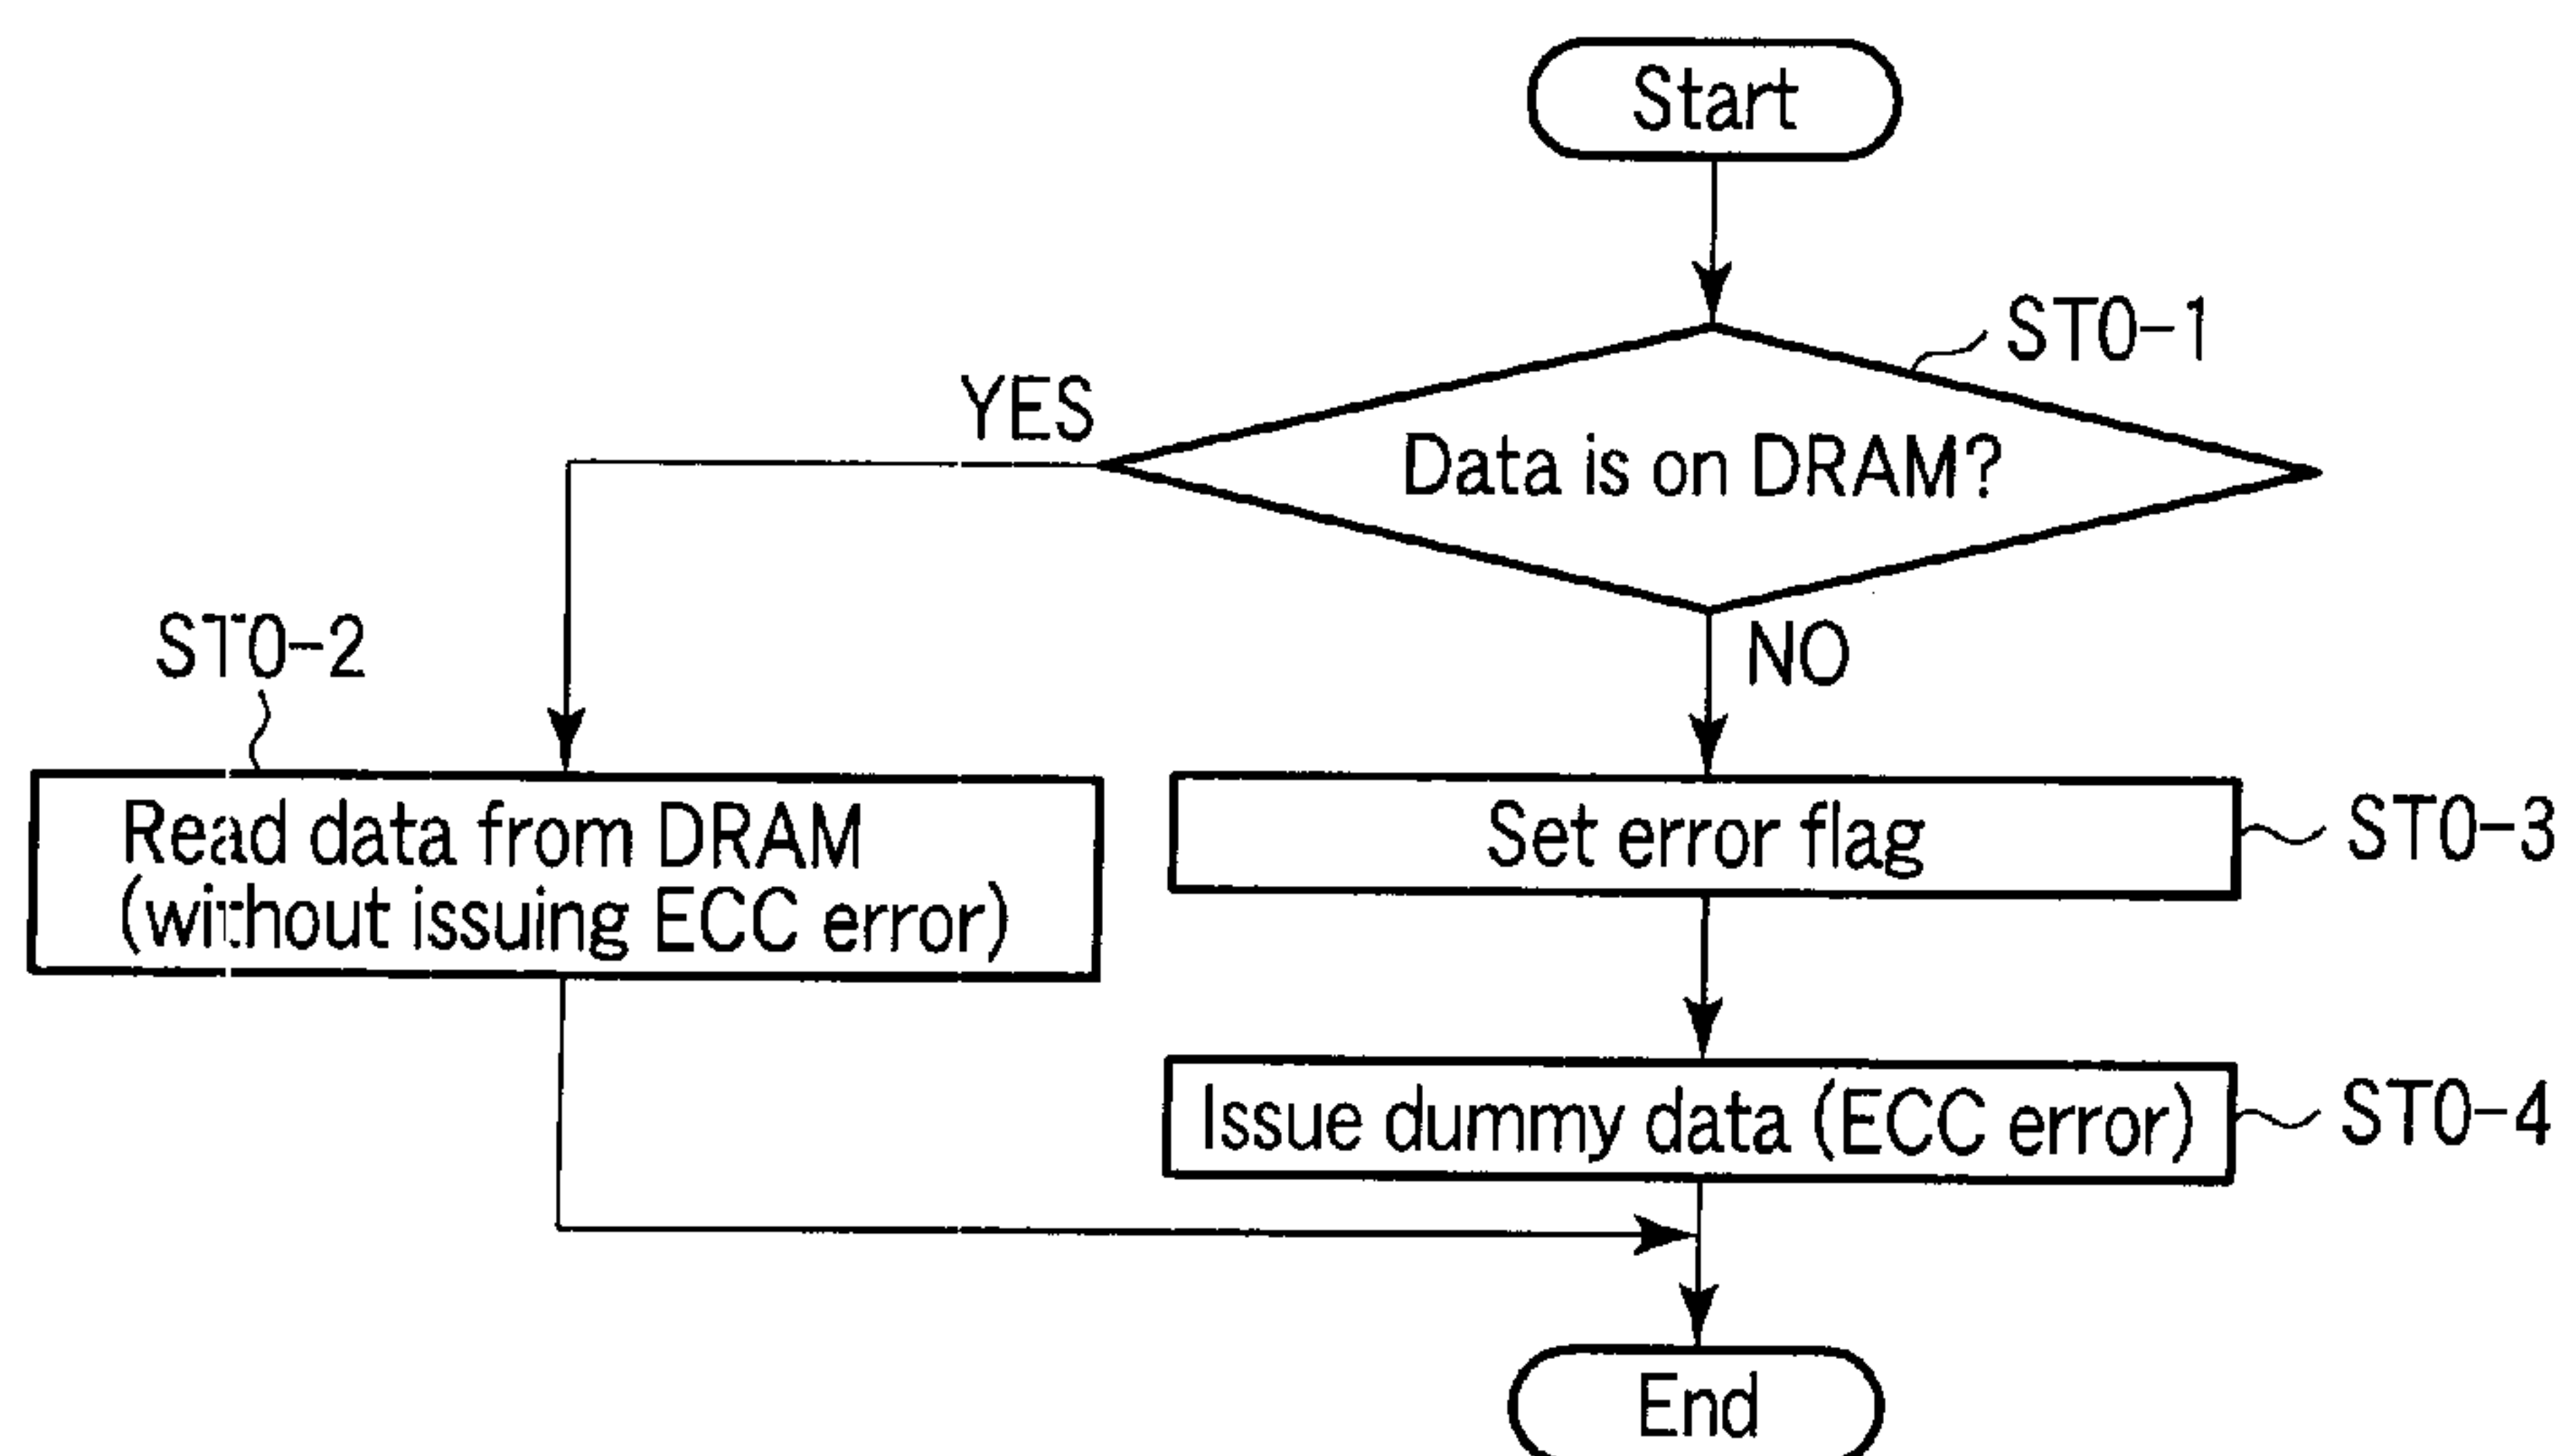 Start
ST0-1
YES
Data is on DRAM?
NO
ST0-2
Read data from DRAM
(without issuing ECC error)
Set error flag
ST0-3
Issue dummy data (ECC error)
ST0-4
End